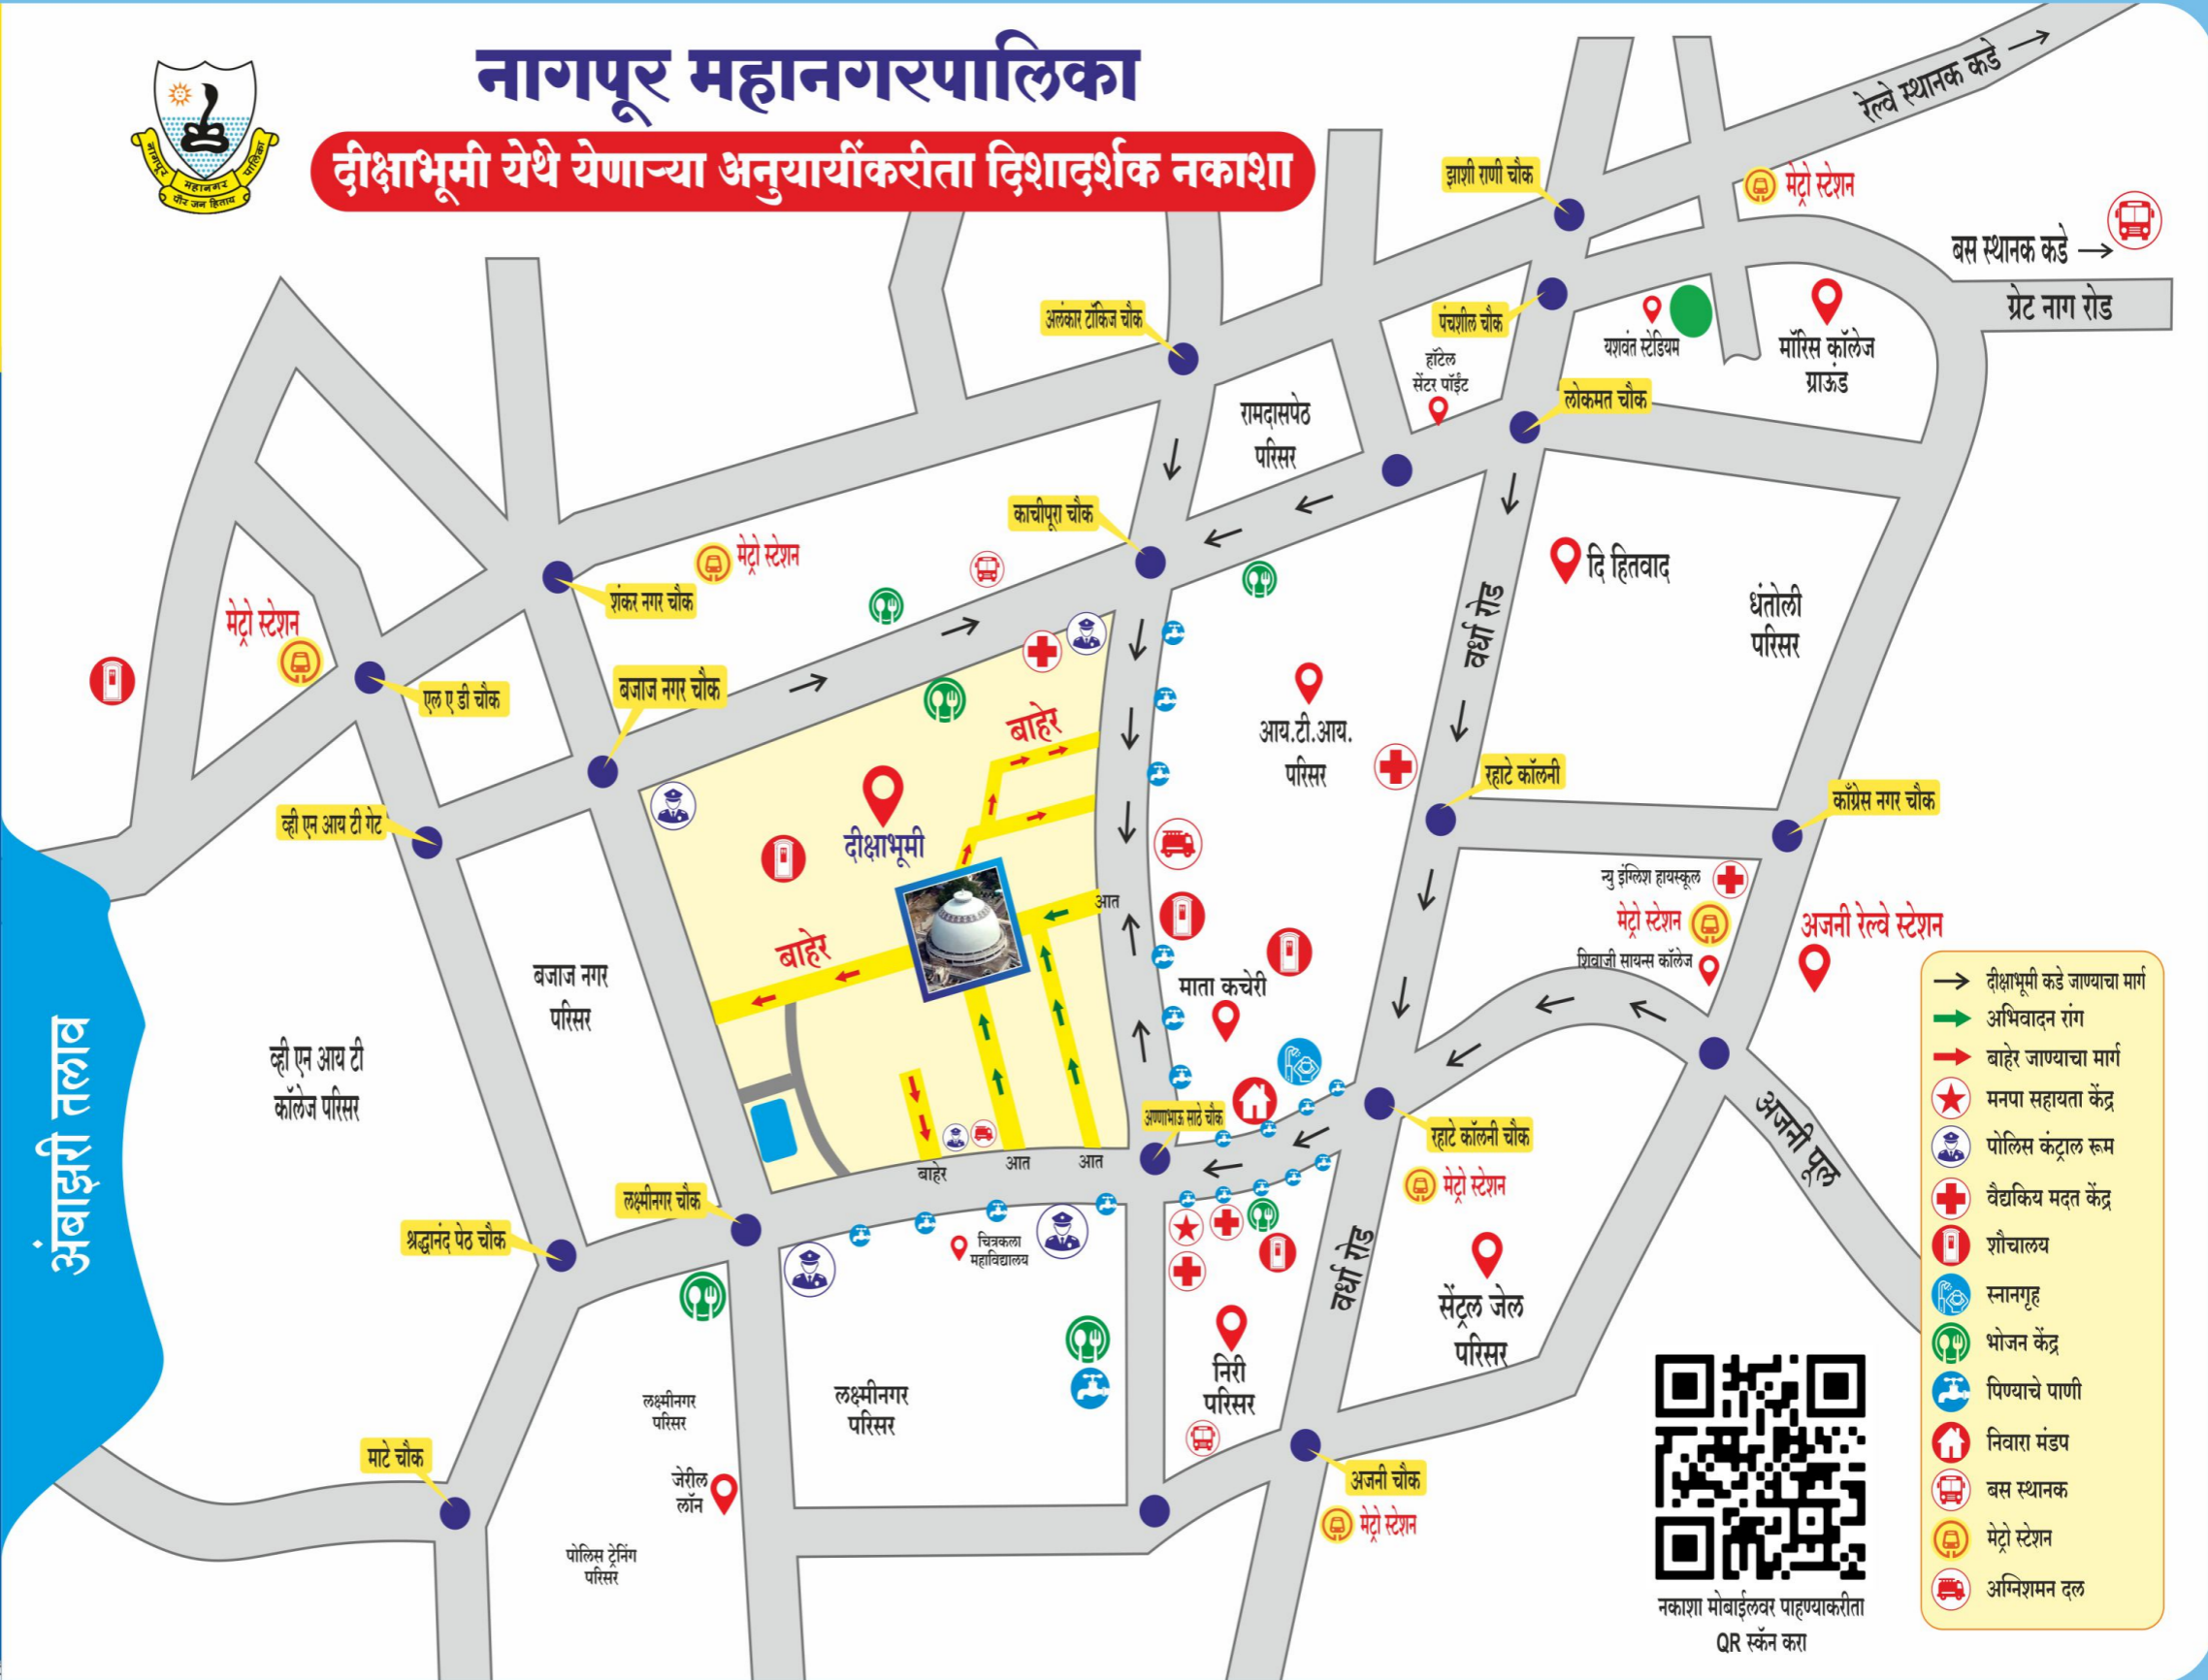 नागपूर महानगरपालिका
दीक्षाभूमी येथे येणाऱ्या अनुयायींकरीता दिशादर्शक नकाशा
नागपूर
महानगर
पालिका
पौर जन हिताय
रेल्वे स्थानक कडे
झाशी राणी चौक
मेट्रो स्टेशन
बस स्थानक कडे
ग्रेट नाग रोड
अलंकार टॉकिज चौक
पंचशील चौक
यशवंत स्टेडियम
मॉरिस कॉलेज
ग्राऊंड
हॉटेल
सेंटर पॉईंट
लोकमत चौक
रामदासपेठ
परिसर
काचीपूरा चौक
मेट्रो स्टेशन
शंकर नगर चौक
दि हितवाद
धंतोली
परिसर
वर्धा रोड
मेट्रो स्टेशन
एल ए डी चौक
बजाज नगर चौक
बाहेर
आय.टी.आय.
परिसर
रहाटे कॉलनी
काँग्रेस नगर चौक
व्ही एन आय टी गेट
दीक्षाभूमी
आत
न्यु इंग्लिश हायस्कूल
मेट्रो स्टेशन
शिवाजी सायन्स कॉलेज
अजनी रेल्वे स्टेशन
बाहेर
बजाज नगर
परिसर
माता कचेरी
व्ही एन आय टी
कॉलेज परिसर
अंबाझरी तलाव
अण्णाभाऊ साठे चौक
रहाटे कॉलनी चौक
अजनी पूल
बाहेर
आत
आत
मेट्रो स्टेशन
लक्ष्मीनगर चौक
श्रद्धानंद पेठ चौक
चित्रकला
महाविद्यालय
वर्धा रोड
सेंट्रल जेल
परिसर
निरी
परिसर
लक्ष्मीनगर
परिसर
लक्ष्मीनगर
परिसर
माटे चौक
जेरील
लॉन
अजनी चौक
मेट्रो स्टेशन
पोलिस ट्रेनिंग
परिसर
दीक्षाभूमी कडे जाण्याचा मार्ग
अभिवादन रांग
बाहेर जाण्याचा मार्ग
मनपा सहायता केंद्र
पोलिस कंट्राल रूम
वैद्यकिय मदत केंद्र
शौचालय
स्नानगृह
भोजन केंद्र
पिण्याचे पाणी
निवारा मंडप
बस स्थानक
मेट्रो स्टेशन
अग्निशमन दल
नकाशा मोबाईलवर पाहण्याकरीता
QR स्कॅन करा